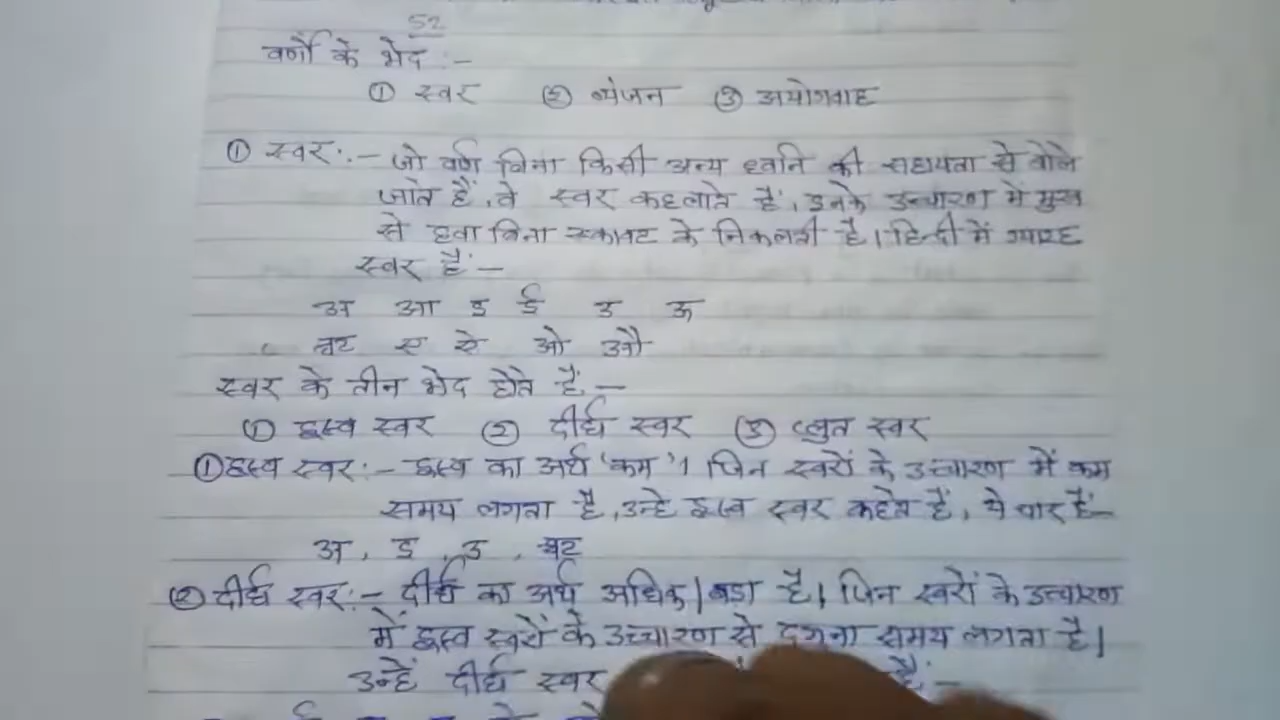 52
वर्णों के भेद :-
① स्वर ② व्यंजन ③ अयोगवाह
① स्वर :- जो वर्ण बिना किसी अन्य ध्वनि की सहायता से बोले
जाते हैं, वे स्वर कहलाते हैं, इनके उच्चारण में मुख
से हवा बिना रुकावट के निकलती है। हिन्दी में ग्यारह
स्वर हैं -
अ आ इ ई उ ऊ
ऋ ए ऐ ओ औ
स्वर के तीन भेद होते हैं, -
① ह्रस्व स्वर ② दीर्घ स्वर ③ प्लुत स्वर
① ह्रस्व स्वर :- ह्रस्व का अर्थ 'कम'। जिन स्वरों के उच्चारण में कम
समय लगता है, उन्हे ह्रस्व स्वर कहते हैं, ये चार हैं-
अ, इ, उ, ऋ
② दीर्घ स्वर :- दीर्घ का अर्थ अधिक/बडा है। जिन स्वरों के उच्चारण
में ह्रस्व स्वरों के उच्चारण से दुगुना समय लगता है।
उन्हें दीर्घ स्वर हैं -